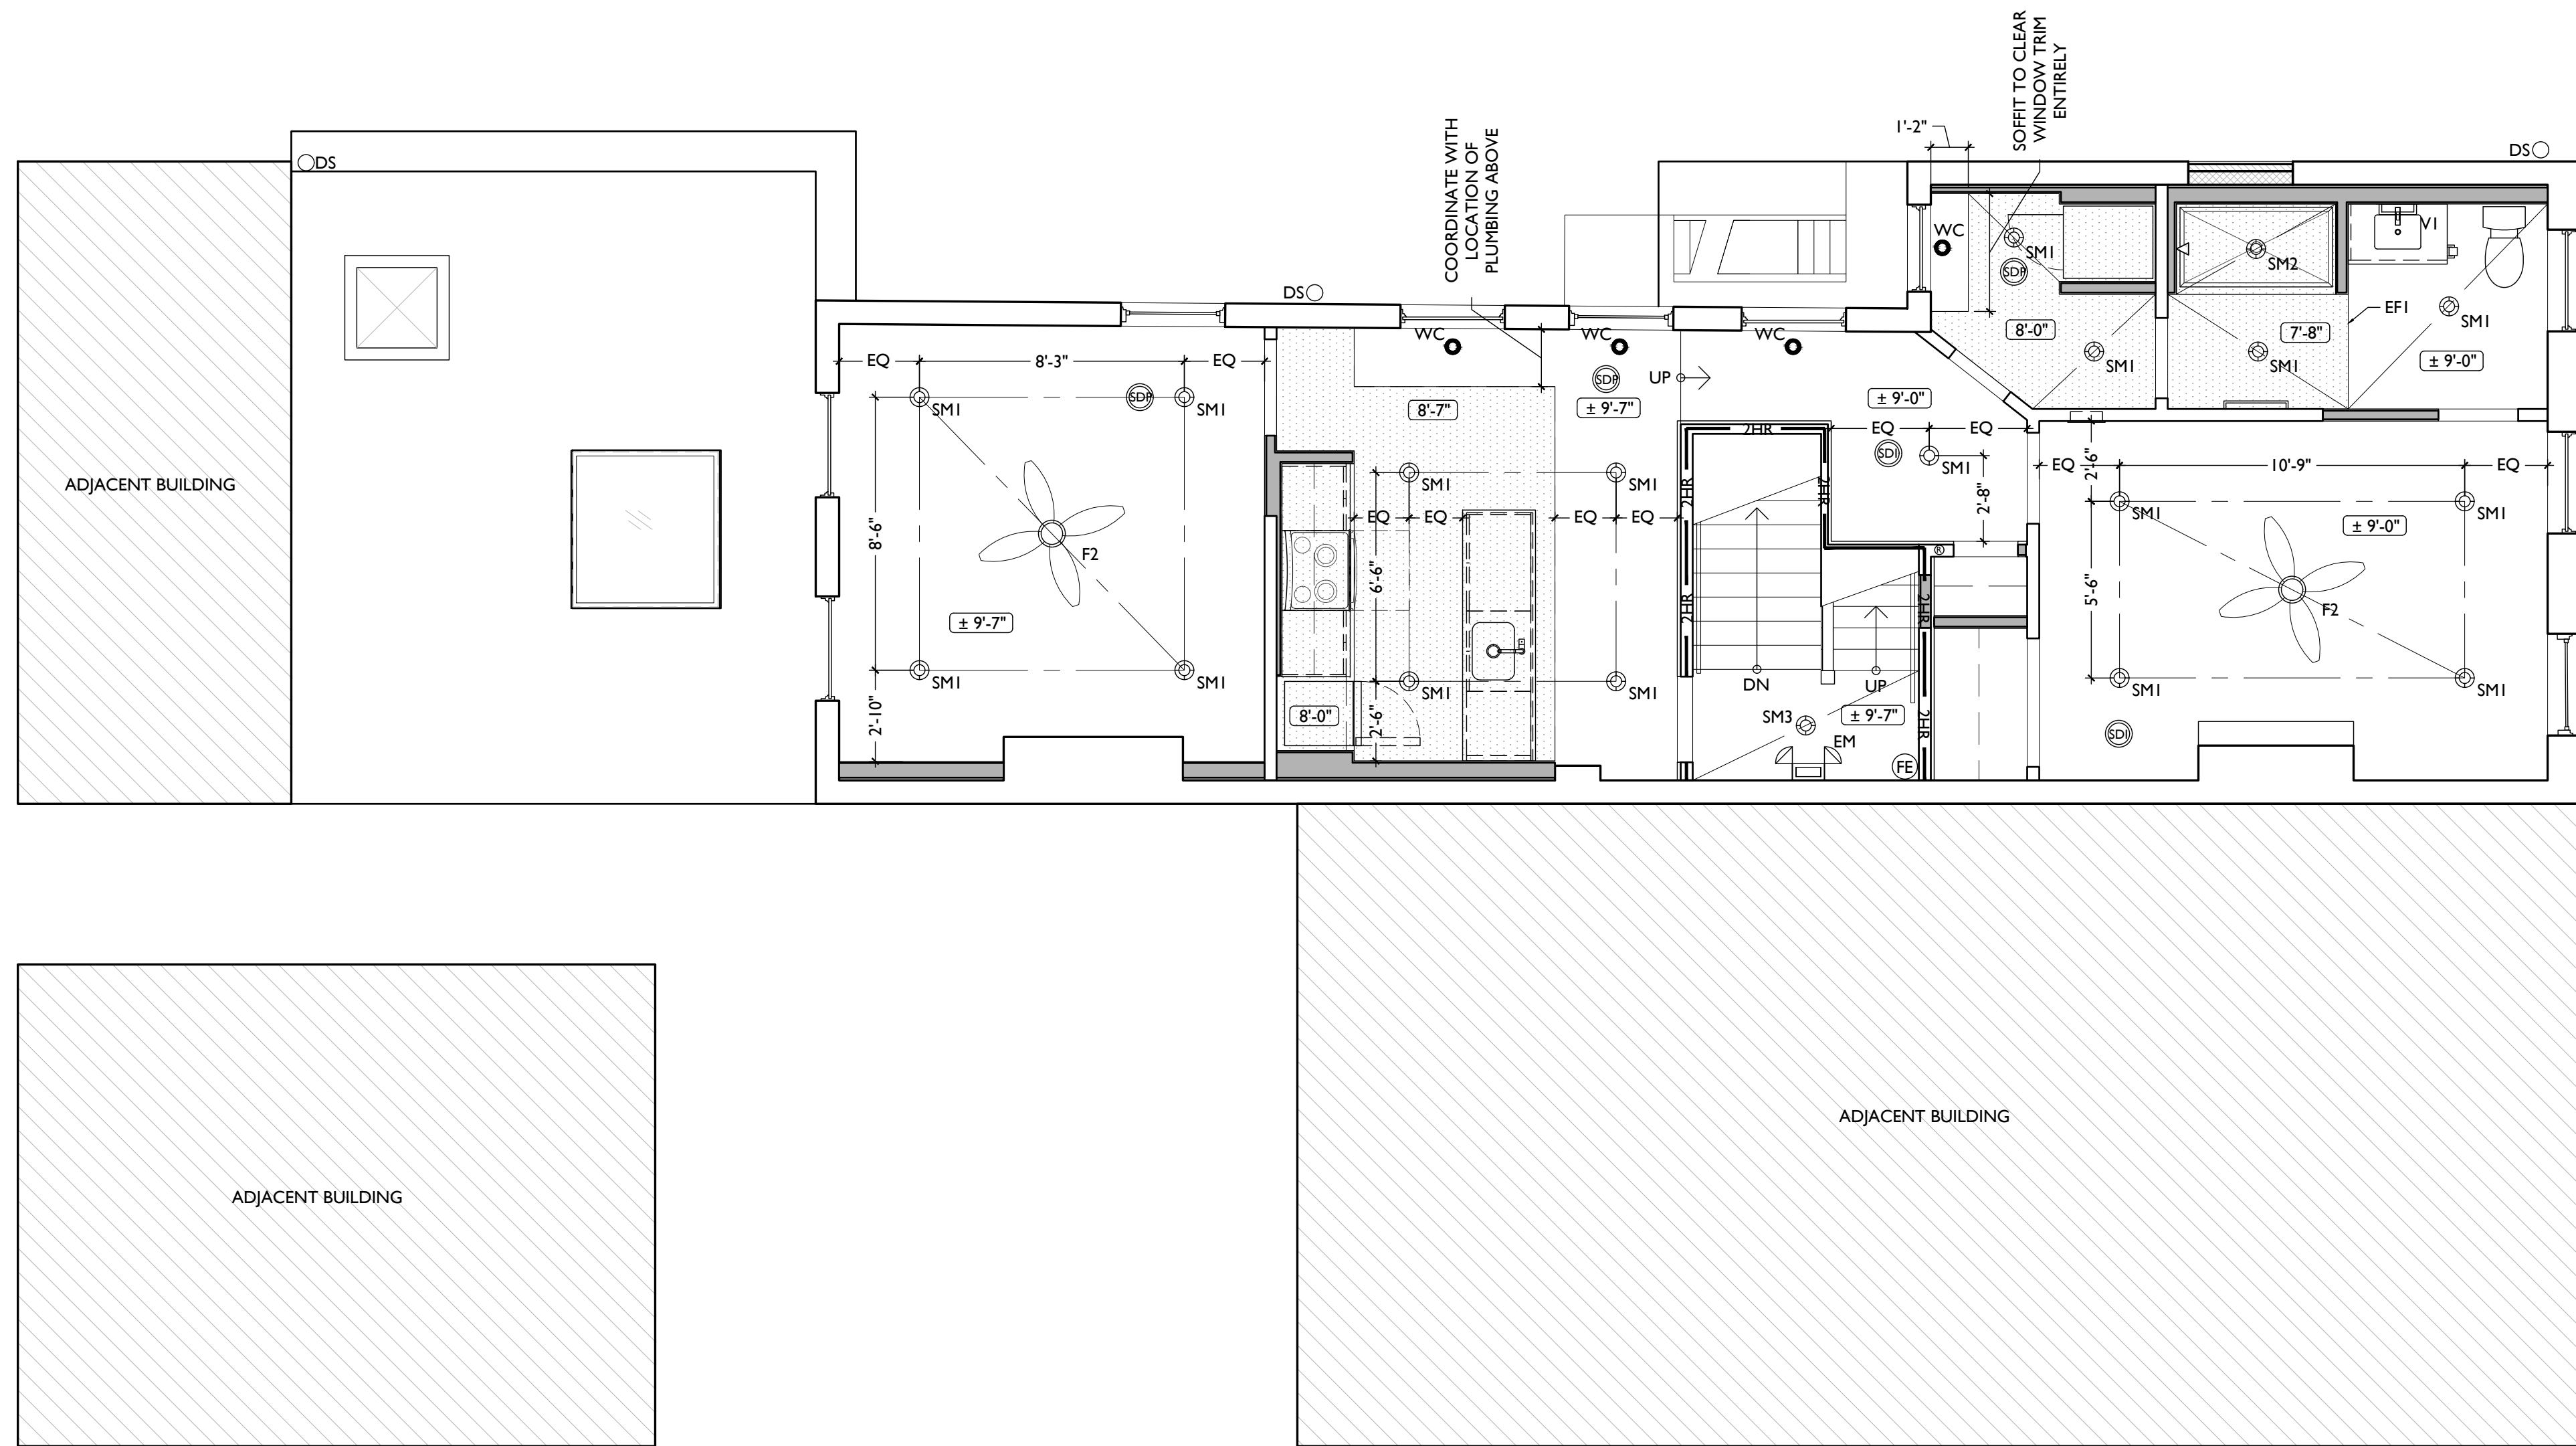 SOFFIT TO CLEAR
WINDOW TRIM
ENTIRELY
COORDINATE WITH
LOCATION OF
PLUMBING ABOVE
1'-2"
DS
DS
DS
WC
WC
WC
WC
SM1
SDP
SM2
V1
EF1
SM1
8'-0"
7'-8"
SM1
SM1
± 9'-0"
EQ
8'-3"
EQ
SDP
SM1
SM1
8'-7"
SDP
± 9'-7"
UP
± 9'-0"
2HR
EQ
EQ
SDI
SM1
2'-8"
EQ
2'-6"
10'-9"
EQ
ADJACENT BUILDING
SM1
SM1
2HR
2HR
EQ
EQ
EQ
EQ
SM1
SM1
± 9'-0"
8'-6"
F2
6'-6"
®
5'-6"
F2
± 9'-7"
2HR
2HR
SM1
SM1
SM1
SM1
DN
UP
SM1
SM1
2'-10"
8'-0"
2'-6"
SM3
± 9'-7"
2HR
EM
FE
SDI
ADJACENT BUILDING
ADJACENT BUILDING